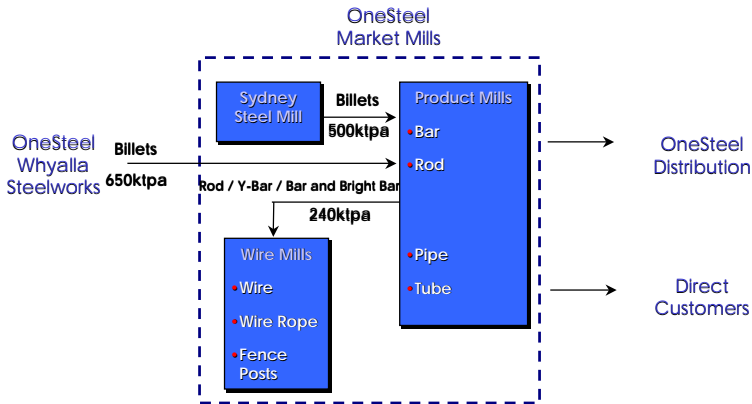 OneSteel
Market Mills
Sydney
Steel Mill
Billets
500ktpa
Product Mills
Bar
Rod
Pipe
Tube
OneSteel
Whyalla
Steelworks
Billets
650ktpa
Rod / Y-Bar / Bar and Bright Bar
240ktpa
Wire Mills
Wire
Wire Rope
Fence
Posts
OneSteel
Distribution
Direct
Customers